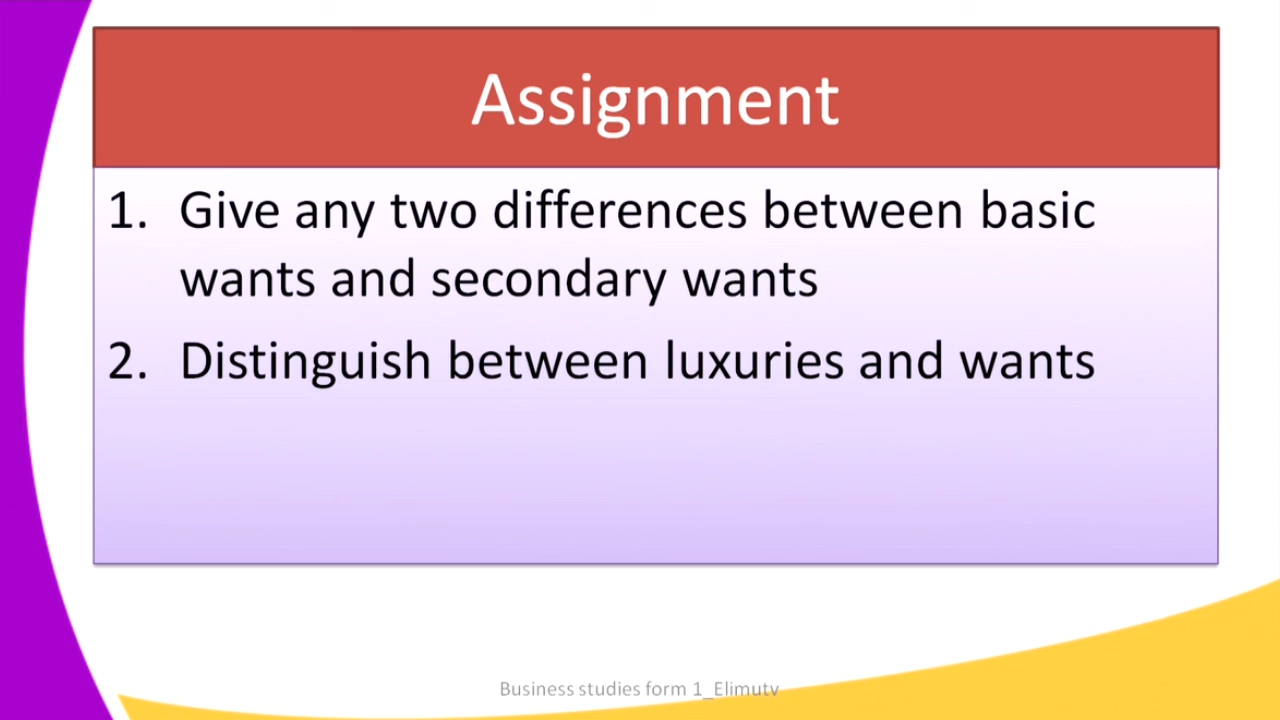 Assignment
1. Give any two differences between basic
wants and secondary wants
2. Distinguish between luxuries and wants
Business studies form 1_Elimutv